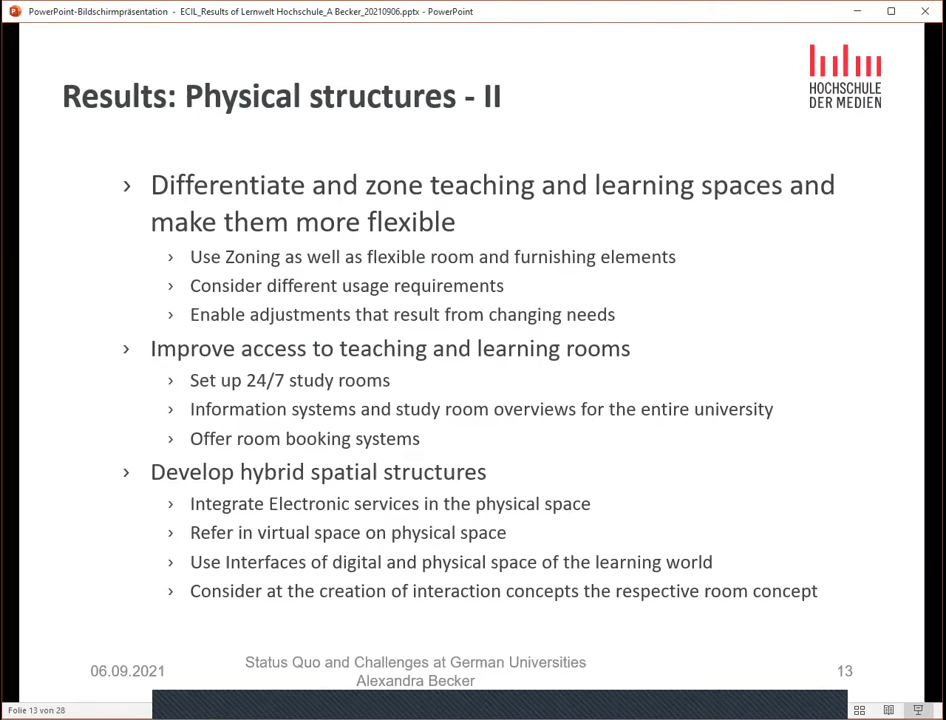 PowerPoint-Bildschirmpräsentation - ECIL_Results of Lernwelt Hochschule_A Becker_20210906.pptx - PowerPoint
HOCHSCHULE
DER MEDIEN
Results: Physical structures - II
› Differentiate and zone teaching and learning spaces and
make them more flexible
› Use Zoning as well as flexible room and furnishing elements
› Consider different usage requirements
› Enable adjustments that result from changing needs
› Improve access to teaching and learning rooms
› Set up 24/7 study rooms
› Information systems and study room overviews for the entire university
› Offer room booking systems
› Develop hybrid spatial structures
› Integrate Electronic services in the physical space
› Refer in virtual space on physical space
› Use Interfaces of digital and physical space of the learning world
› Consider at the creation of interaction concepts the respective room concept
06.09.2021
Status Quo and Challenges at German Universities
Alexandra Becker
13
Folie 13 von 28